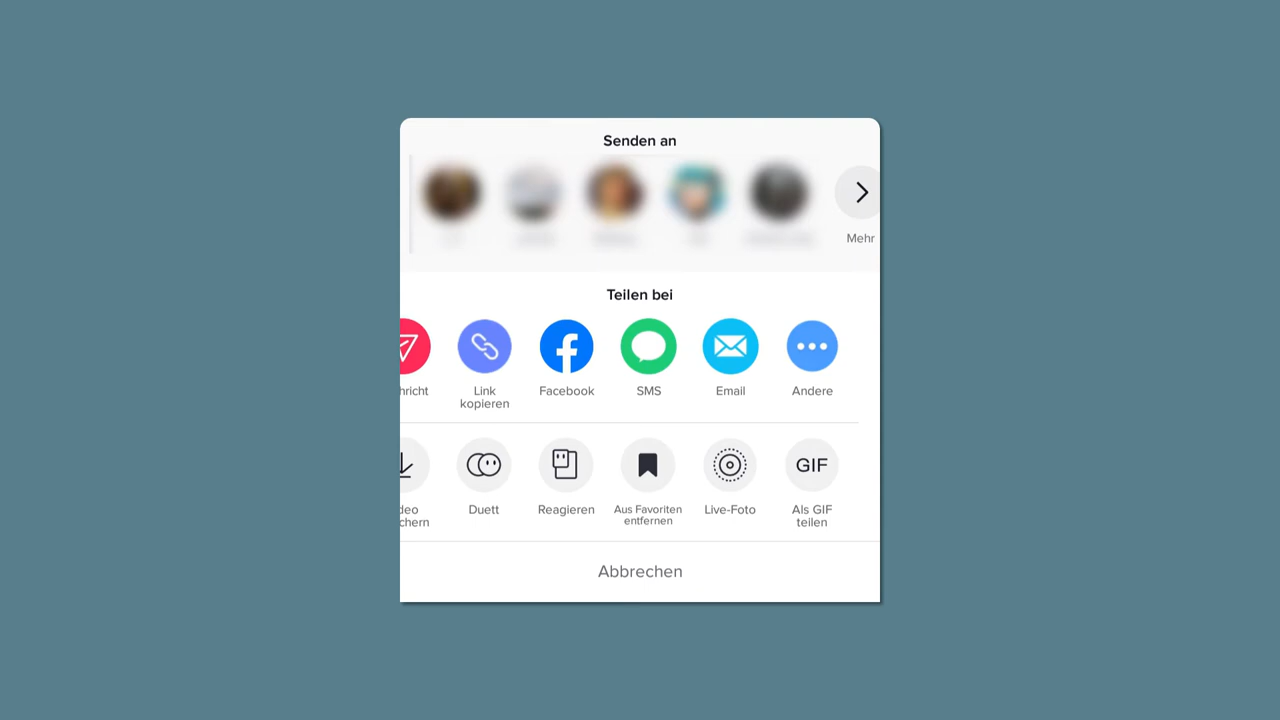 Senden an
Mehr
Teilen bei
hricht
Link
kopieren
Facebook
SMS
Email
Andere
deo
chern
Duett
Reagieren
Aus Favoriten
entfernen
Live-Foto
GIF
Als GIF
teilen
Abbrechen